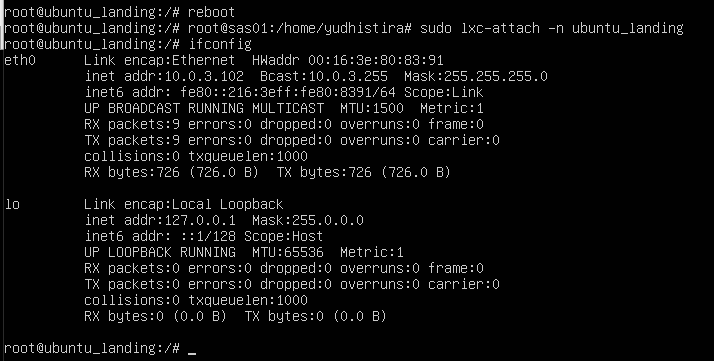 root@ubuntu_landing:/# reboot
root@ubuntu_landing:/# root@sas01:/home/yudhistira# sudo lxc-attach -n ubuntu_landing
root@ubuntu_landing:/# ifconfig
eth0      Link encap:Ethernet  HWaddr 00:16:3e:80:83:91
          inet addr:10.0.3.102  Bcast:10.0.3.255  Mask:255.255.255.0
          inet6 addr: fe80::216:3eff:fe80:8391/64 Scope:Link
          UP BROADCAST RUNNING MULTICAST  MTU:1500  Metric:1
          RX packets:9 errors:0 dropped:0 overruns:0 frame:0
          TX packets:9 errors:0 dropped:0 overruns:0 carrier:0
          collisions:0 txqueuelen:1000
          RX bytes:726 (726.0 B)  TX bytes:726 (726.0 B)
lo        Link encap:Local Loopback
          inet addr:127.0.0.1  Mask:255.0.0.0
          inet6 addr: ::1/128 Scope:Host
          UP LOOPBACK RUNNING  MTU:65536  Metric:1
          RX packets:0 errors:0 dropped:0 overruns:0 frame:0
          TX packets:0 errors:0 dropped:0 overruns:0 carrier:0
          collisions:0 txqueuelen:1000
          RX bytes:0 (0.0 B)  TX bytes:0 (0.0 B)
root@ubuntu_landing:/# _